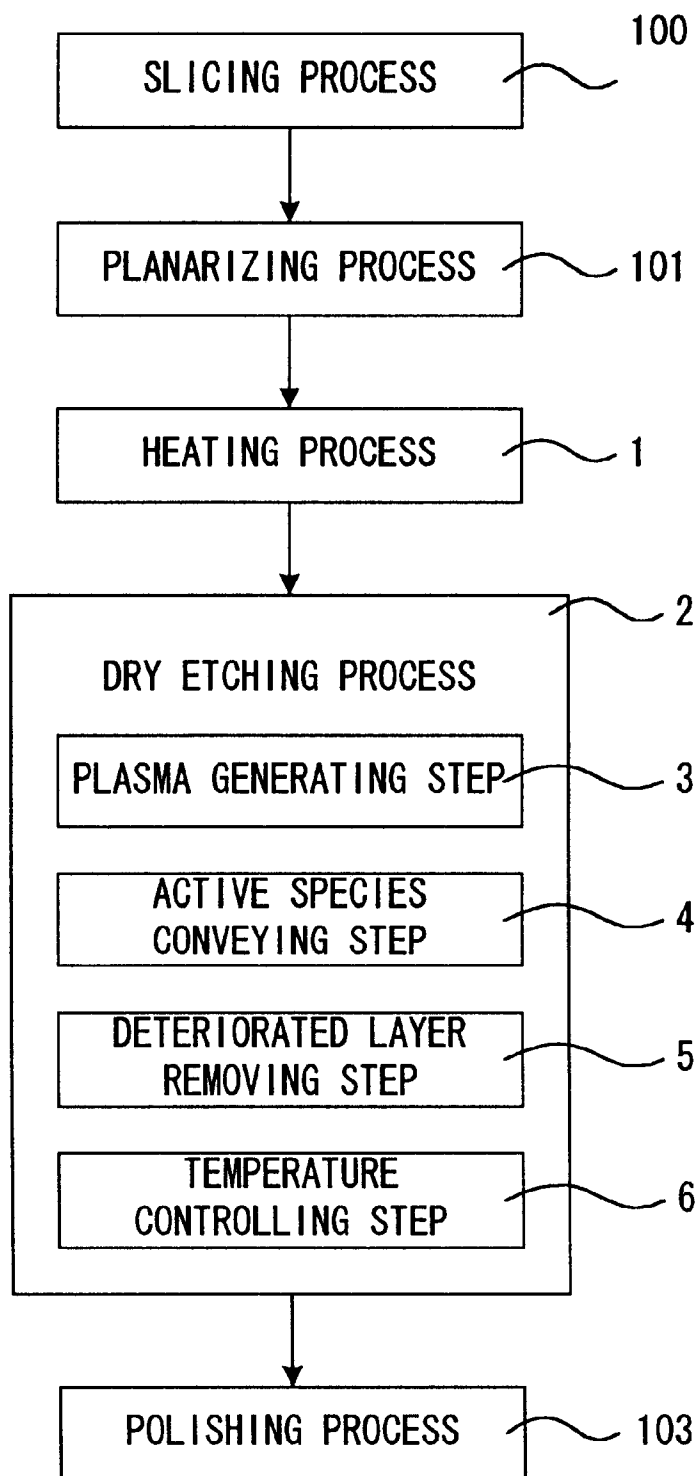 100
SLICING PROCESS
PLANARIZING PROCESS 101
HEATING PROCESS 1
2
DRY ETCHING PROCESS
PLASMA GENERATING STEP 3
ACTIVE SPECIES
CONVEYING STEP 4
DETERIORATED LAYER
REMOVING STEP 5
TEMPERATURE
CONTROLLING STEP 6
POLISHING PROCESS 103